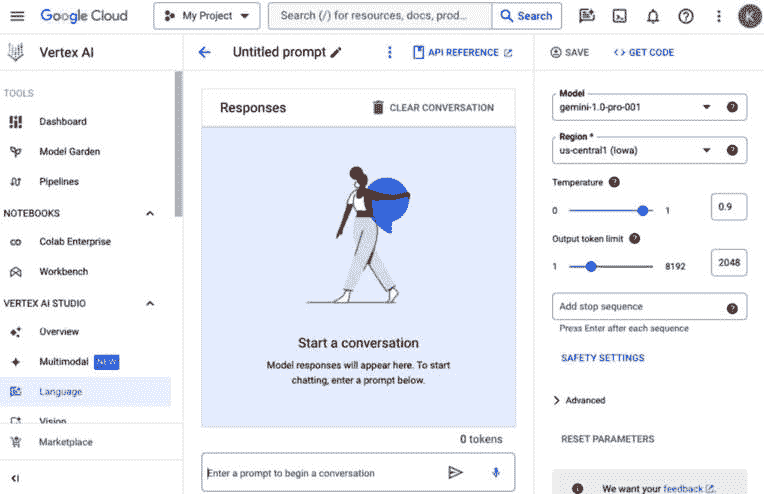 Google Cloud
My Project
Search (/) for resources, docs, prod...
Search
K
Vertex AI
TOOLS
Dashboard
Model Garden
Pipelines
NOTEBOOKS
Colab Enterprise
Workbench
VERTEX AI STUDIO
Overview
Multimodal NEW
Language
Vision
Marketplace
Untitled prompt
API REFERENCE
Responses
CLEAR CONVERSATION
Start a conversation
Model responses will appear here. To start
chatting, enter a prompt below.
0 tokens
Enter a prompt to begin a conversation
SAVE
GET CODE
Model
gemini-1.0-pro-001
Region *
us-central1 (Iowa)
Temperature
0 1 0.9
Output token limit
1 8192 2048
Add stop sequence
Press Enter after each sequence
SAFETY SETTINGS
Advanced
RESET PARAMETERS
We want your feedback